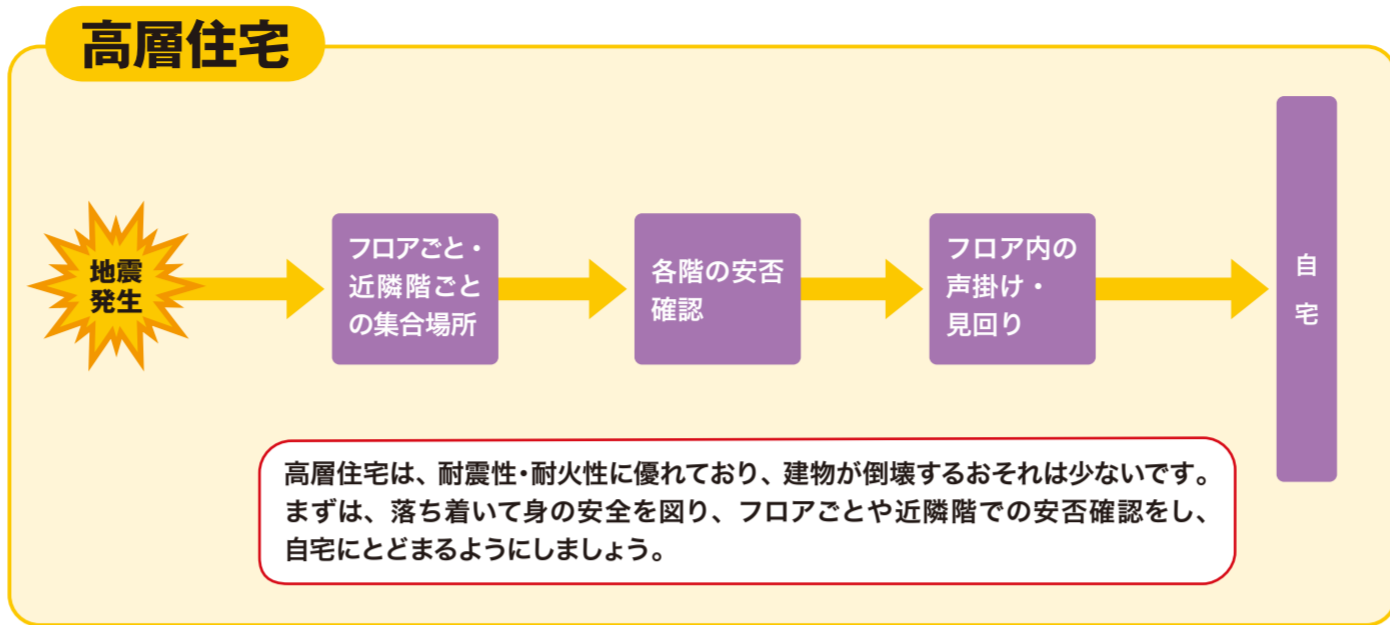 高層住宅
地震
発生
フロアごと・
近隣階ごと
の集合場所
各階の安否
確認
フロア内の
声掛け・
見回り
自宅
高層住宅は、耐震性・耐火性に優れており、建物が倒壊するおそれは少ないです。
まずは、落ち着いて身の安全を図り、フロアごとや近隣階での安否確認をし、
自宅にとどまるようにしましょう。